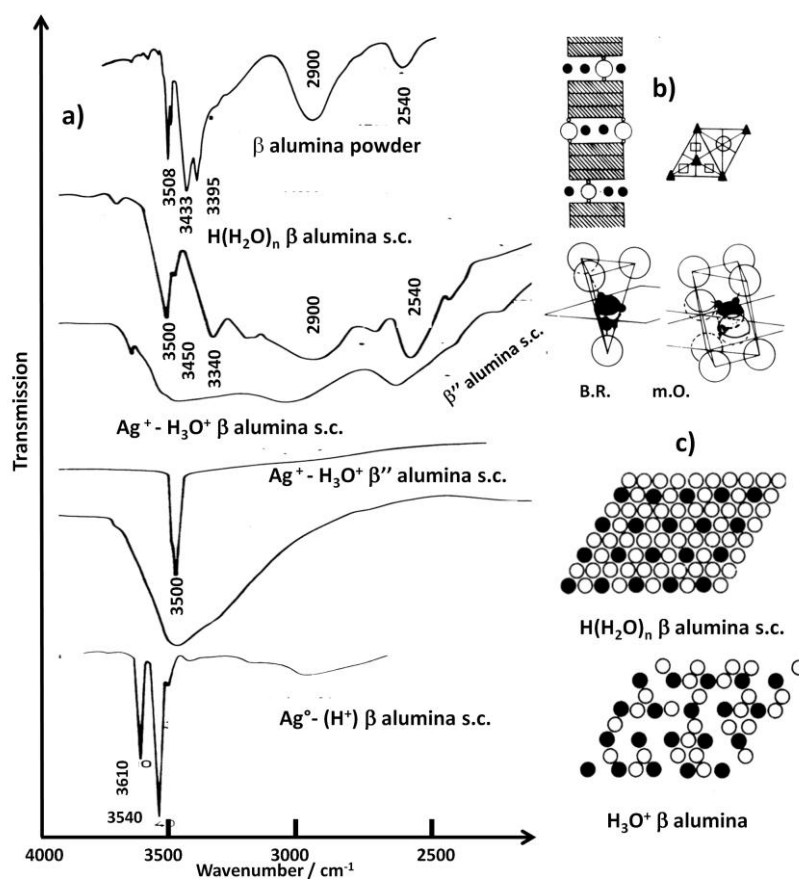 a)
2900
2540
β alumina powder
3508
3433
3395
H(H₂O)ₙ β alumina s.c.
2900
2540
3500
3450
3340
β’’ alumina s.c.
Ag⁺ - H₃O⁺ β alumina s.c.
Ag⁺ - H₃O⁺ β’’ alumina s.c.
3500
Ag° - (H⁺) β alumina s.c.
3610
3540
Transmission
4000 3500 3000 2500
Wavenumber / cm⁻¹
b)
B.R. m.O.
c)
H(H₂O)ₙ β alumina s.c.
H₃O⁺ β alumina